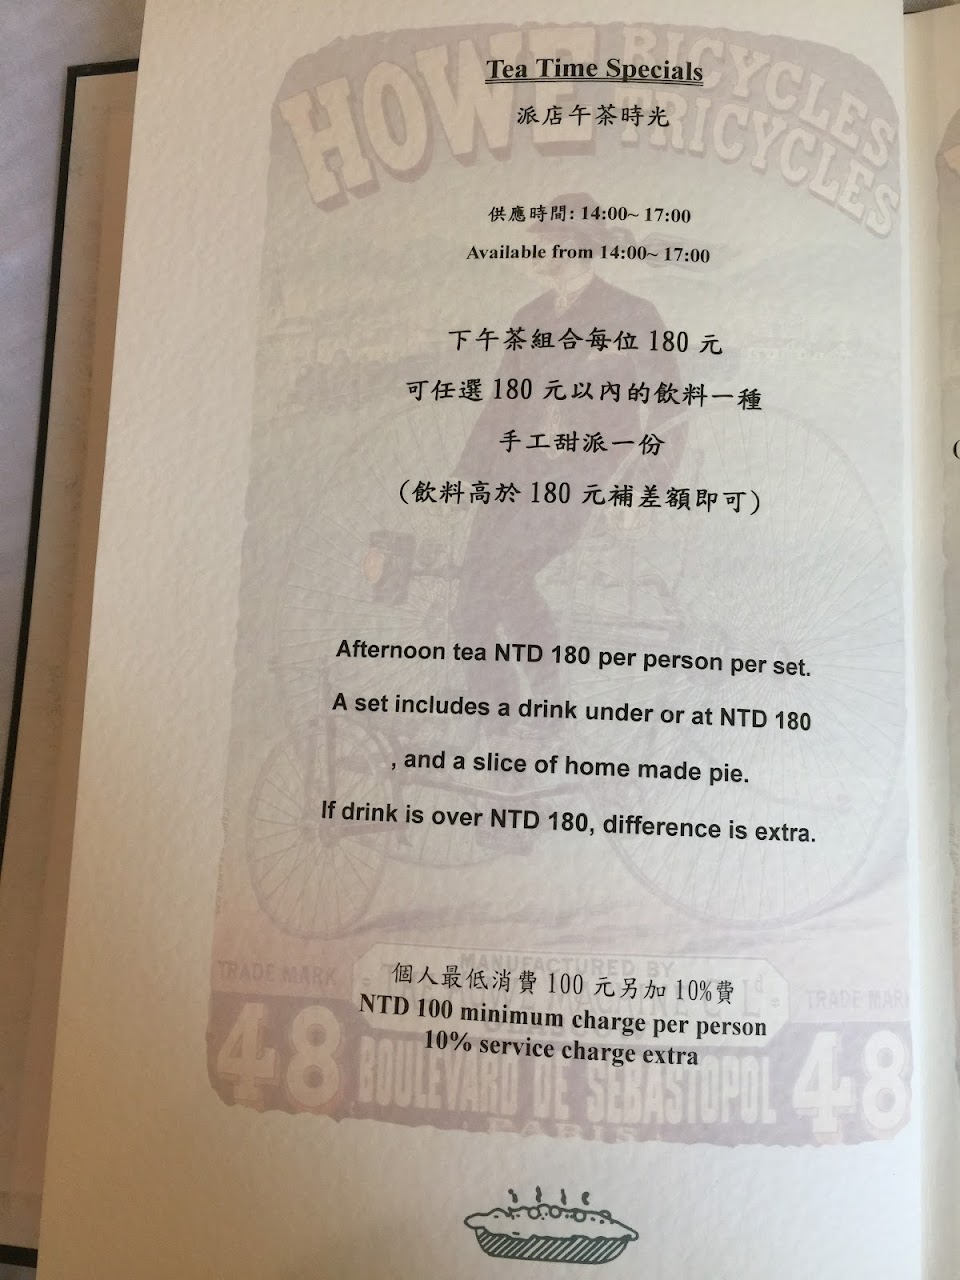 Tea Time Specials
派店午茶時光
供應時間: 14:00~ 17:00
Available from 14:00~ 17:00
下午茶組合每位 180 元
可任選 180 元以內的飲料一種
手工甜派一份
(飲料高於 180 元補差額即可)
Afternoon tea NTD 180 per person per set.
A set includes a drink under or at NTD 180
, and a slice of home made pie.
If drink is over NTD 180, difference is extra.
個人最低消費 100 元另加 10%費
NTD 100 minimum charge per person
10% service charge extra
HOWE
BICYCLES
TRICYCLES
TRADE MARK
MANUFACTURED BY
TRADE MAR
48
BOULEVARD DE SEBASTOPOL
48
PARIS